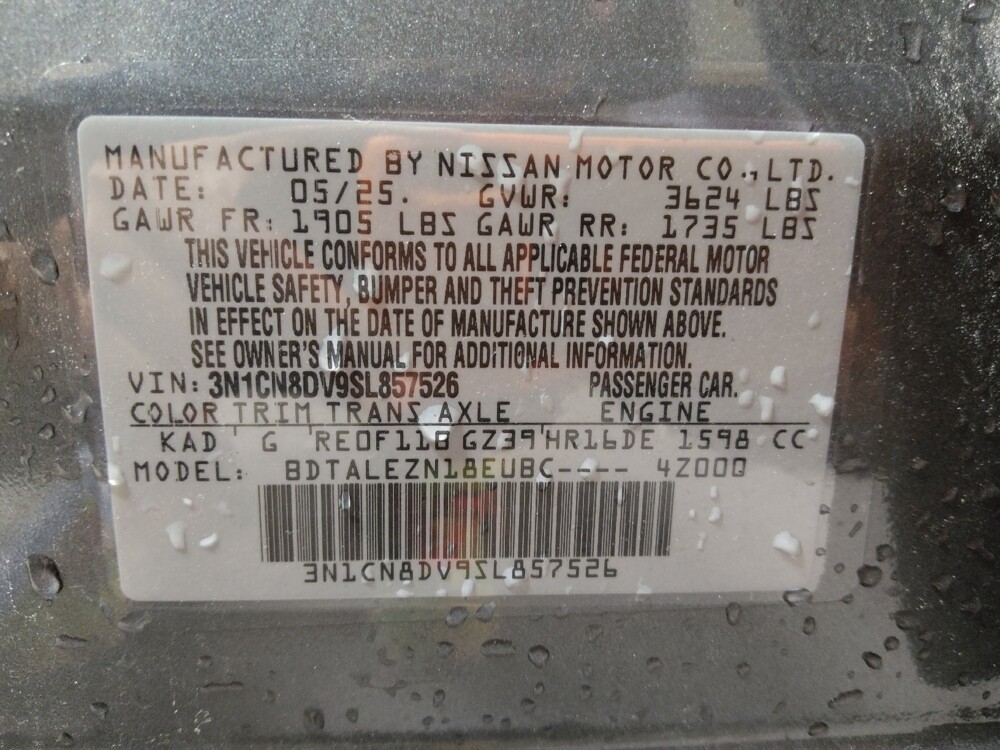 MANUFACTURED BY NISSAN MOTOR CO., LTD.
DATE: 05/25. GVWR: 3624 LBS
GAWR FR: 1905 LBS GAWR RR: 1735 LBS
THIS VEHICLE CONFORMS TO ALL APPLICABLE FEDERAL MOTOR
VEHICLE SAFETY, BUMPER AND THEFT PREVENTION STANDARDS
IN EFFECT ON THE DATE OF MANUFACTURE SHOWN ABOVE.
SEE OWNER'S MANUAL FOR ADDITIONAL INFORMATION.
VIN: 3N1CN8DV9SL857526 PASSENGER CAR.
COLOR TRIM TRANS AXLE ENGINE
KAD G RE0F11B GZ39 HR16DE 1598 CC
MODEL: BDTALEZN18EUBC---- 4Z00Q
3N1CN8DV9SL857526